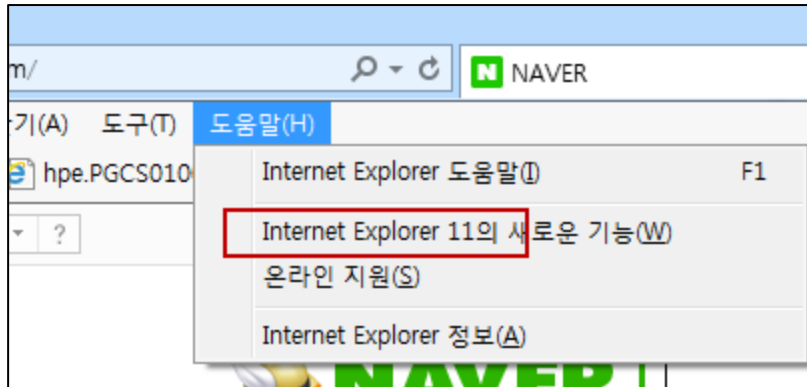 m/
NAVER
기(A) 도구(T) 도움말(H)
hpe.PGCS010
Internet Explorer 도움말(I) F1
?
Internet Explorer 11의 새로운 기능(W)
온라인 지원(S)
Internet Explorer 정보(A)
NAVER